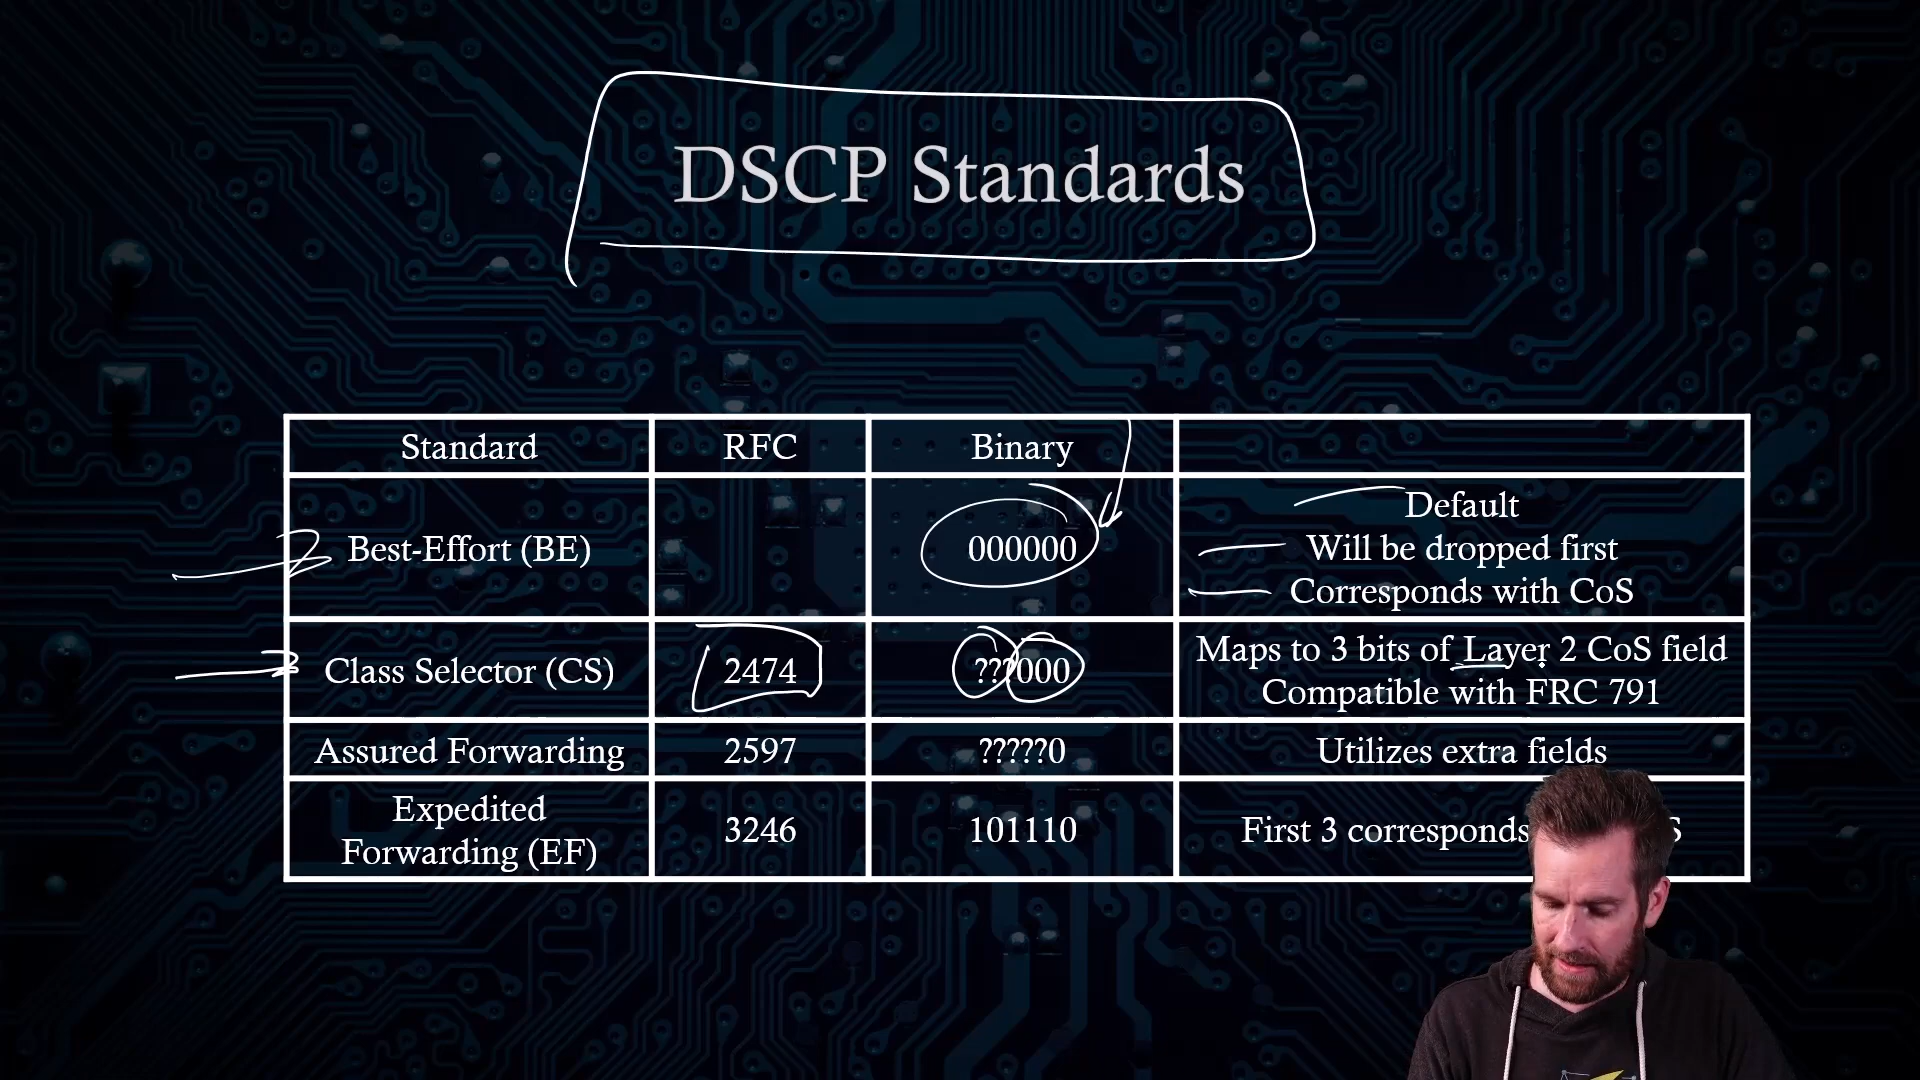 DSCP Standards
Standard RFC Binary
Best-Effort (BE) 000000 Default
Will be dropped first
Corresponds with CoS
Class Selector (CS) 2474 ???000 Maps to 3 bits of Layer 2 CoS field
Compatible with FRC 791
Assured Forwarding 2597 ?????0 Utilizes extra fields
Expedited
Forwarding (EF) 3246 101110 First 3 corresponds